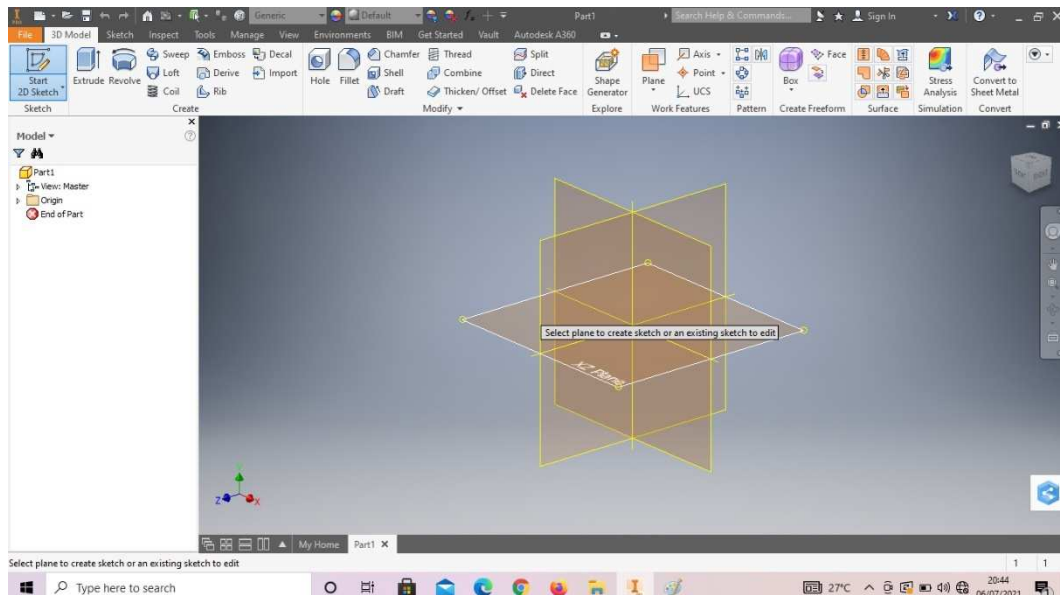 Generic
Default
Part1
Search Help & Commands...
Sign In
File 3D Model Sketch Inspect Tools Manage View Environments BIM Get Started Vault Autodesk A360
Start
2D Sketch
Extrude Revolve
Sweep Emboss Decal
Loft Derive Import
Coil Rib
Hole Fillet
Chamfer Thread
Shell Combine
Draft Thicken/ Offset
Split
Direct
Delete Face
Shape
Generator
Plane
Axis
Point
UCS
Box
Face
Stress
Analysis
Convert to
Sheet Metal
Sketch Create Modify Explore Work Features Pattern Create Freeform Surface Simulation Convert
Model
Part1
View: Master
Origin
End of Part
Select plane to create sketch or an existing sketch to edit
XZ Plane
Y
Z X
My Home Part1
Select plane to create sketch or an existing sketch to edit 1 1
Type here to search
27°C
20:44
06/07/2021